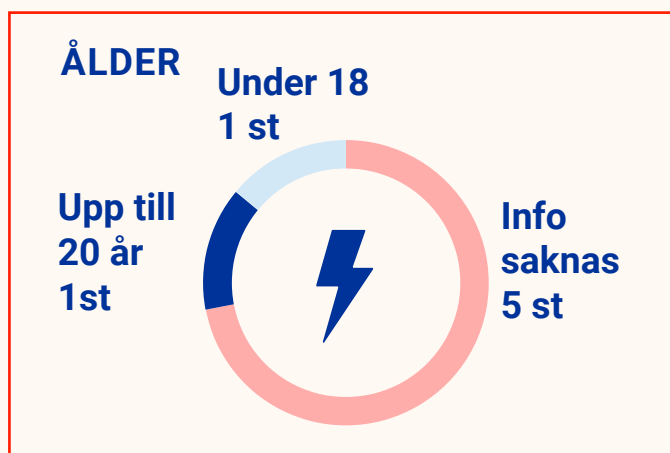 ÅLDER
Under 18
1 st
Upp till
20 år
1st
Info
saknas
5 st